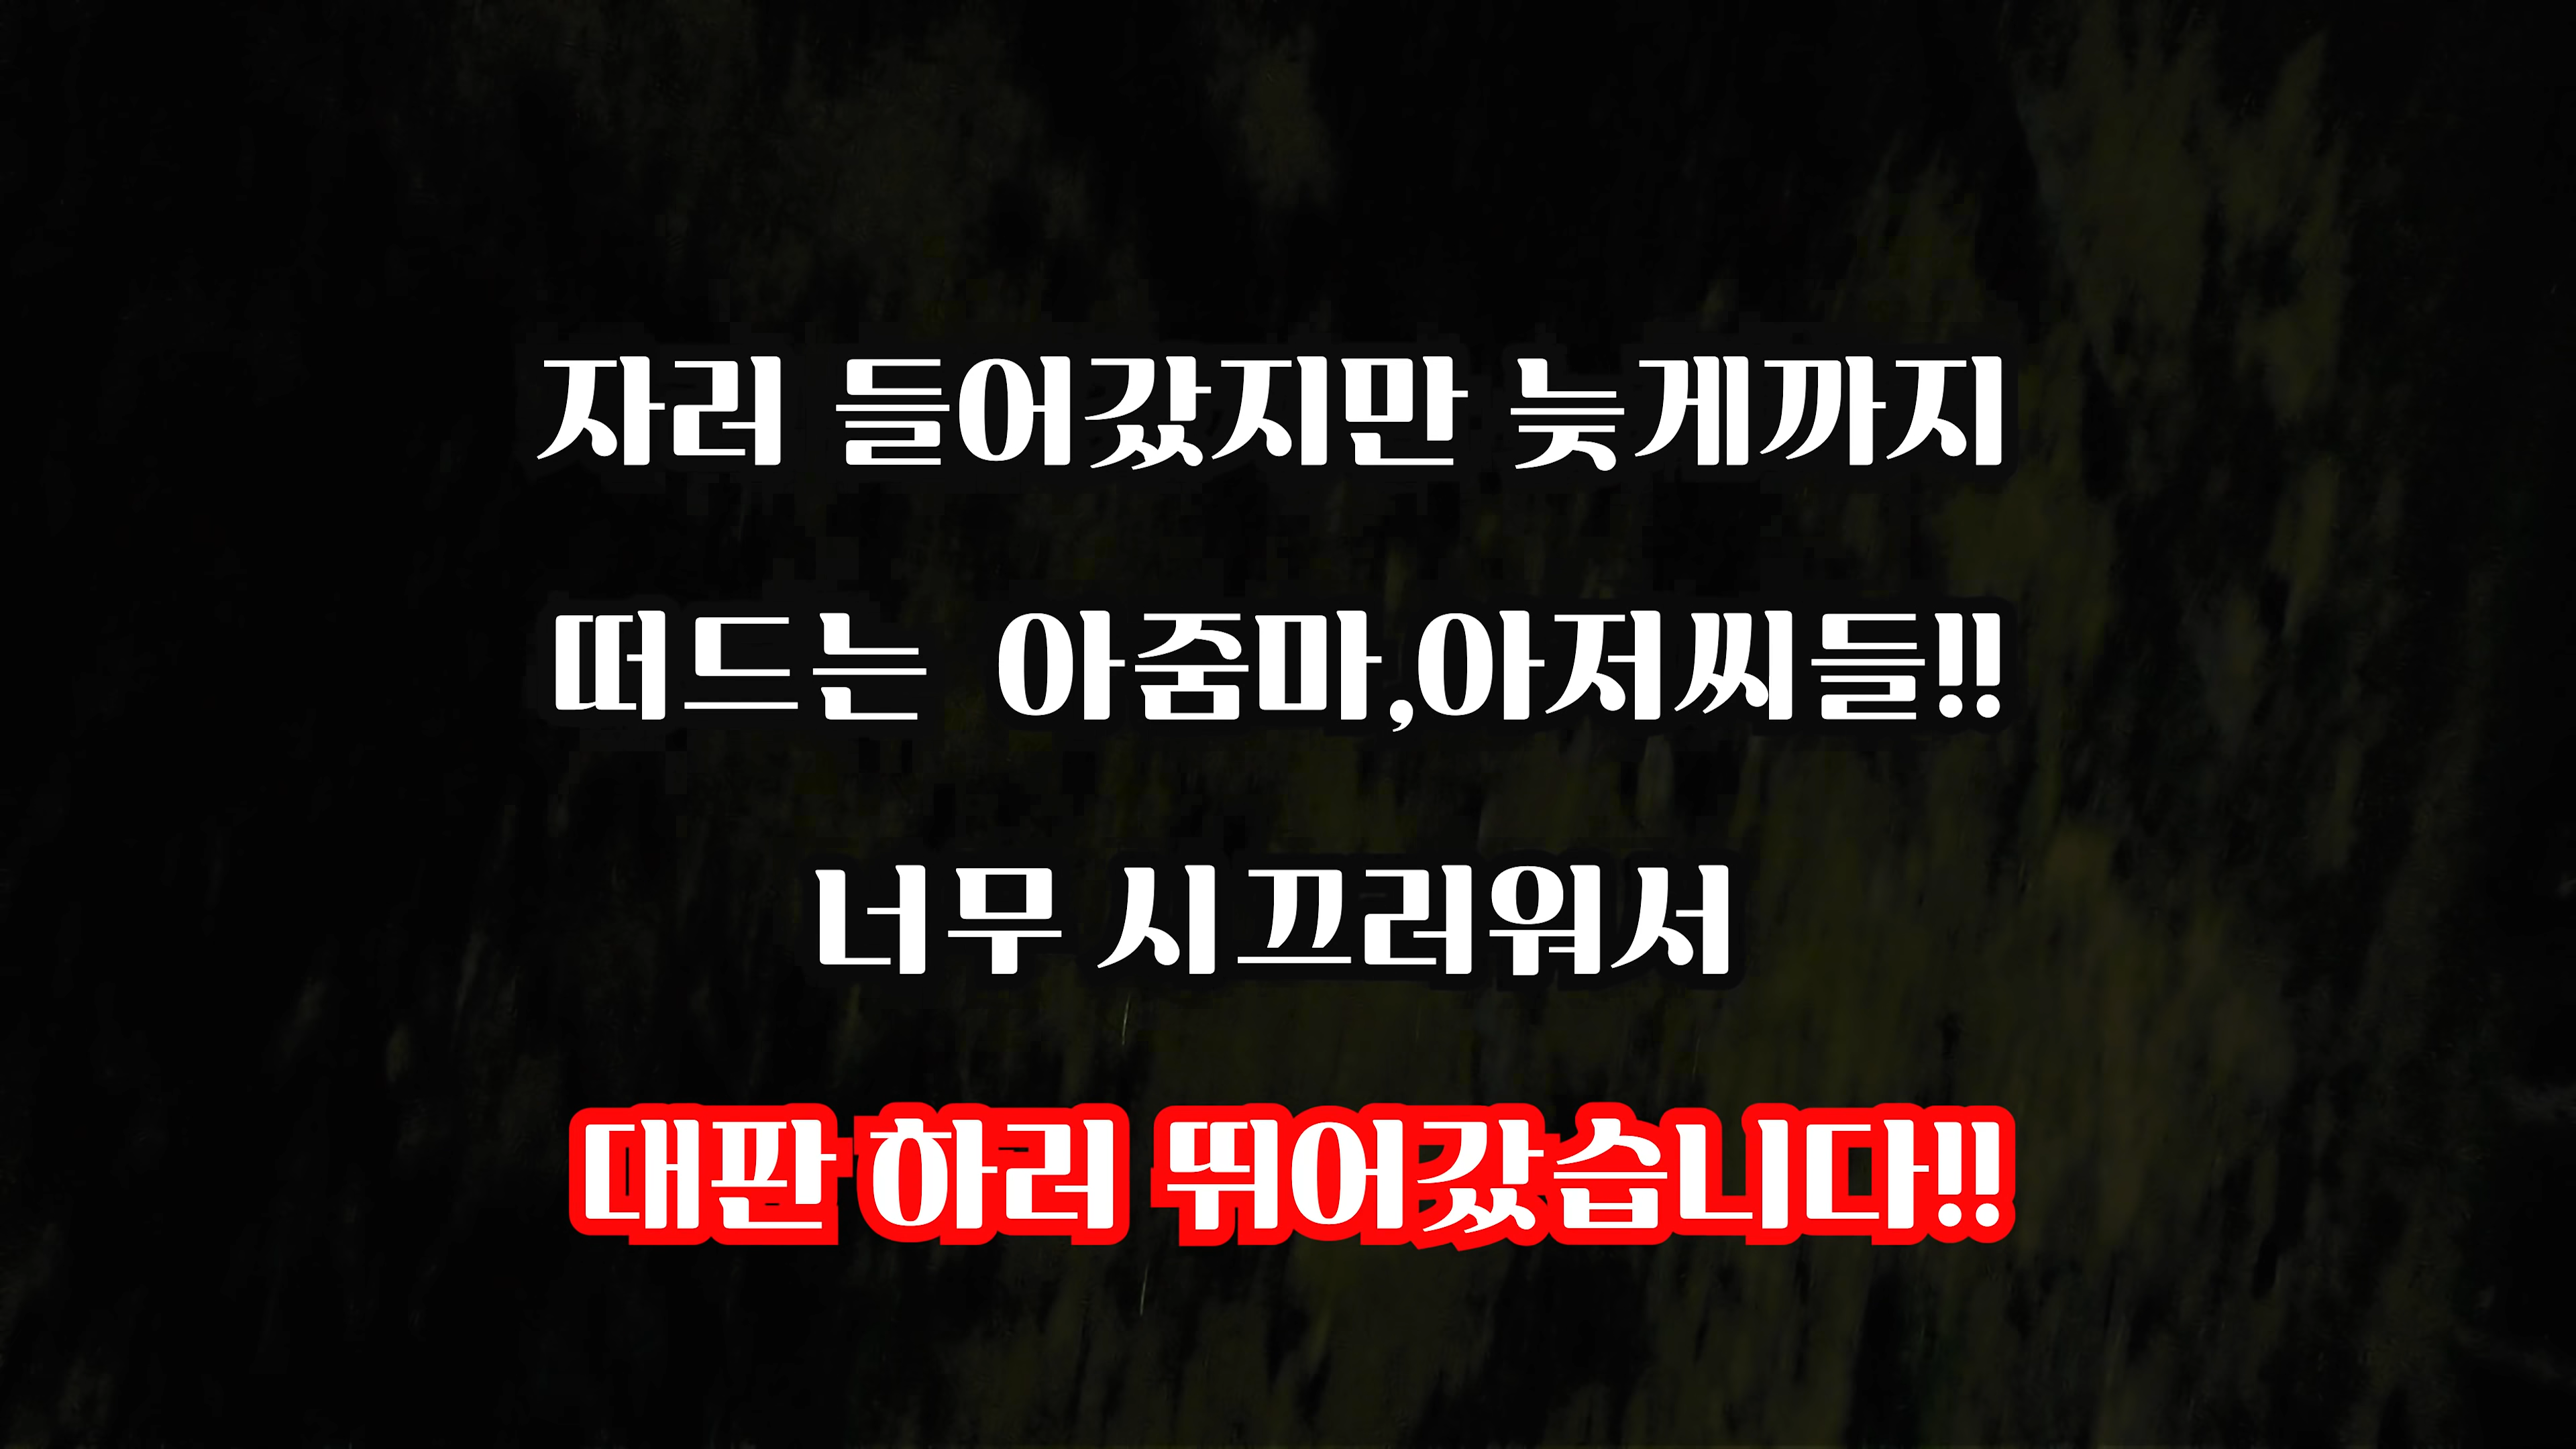 자러 들어갔지만 늦게까지
떠드는 아줌마,아저씨들!!
너무 시끄러워서
대판 하러 뛰어갔습니다!!